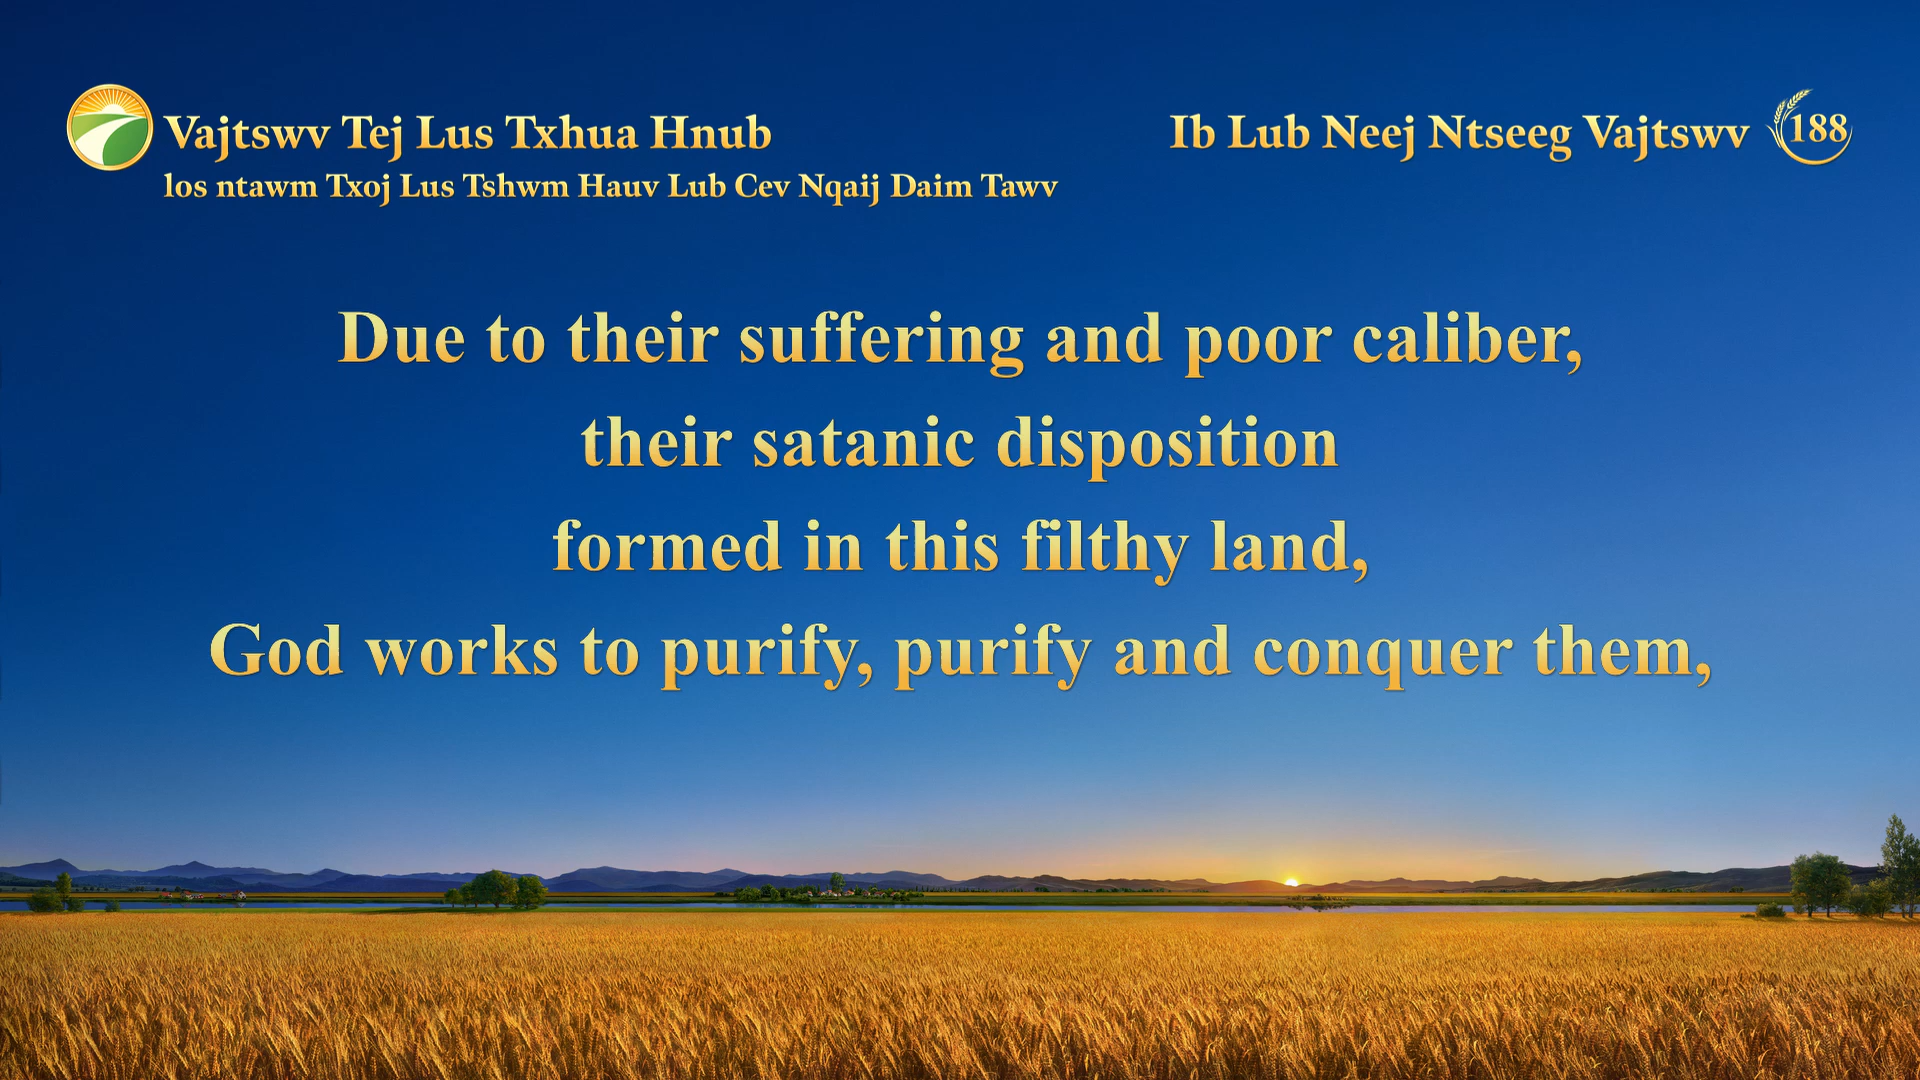 Vajtswv Tej Lus Txhua Hnub
los ntawm Txoj Lus Tshwm Hauv Lub Cev Nqaij Daim Tawv
Ib Lub Neej Ntseeg Vajtswv 188
Due to their suffering and poor caliber,
their satanic disposition
formed in this filthy land,
God works to purify, purify and conquer them,